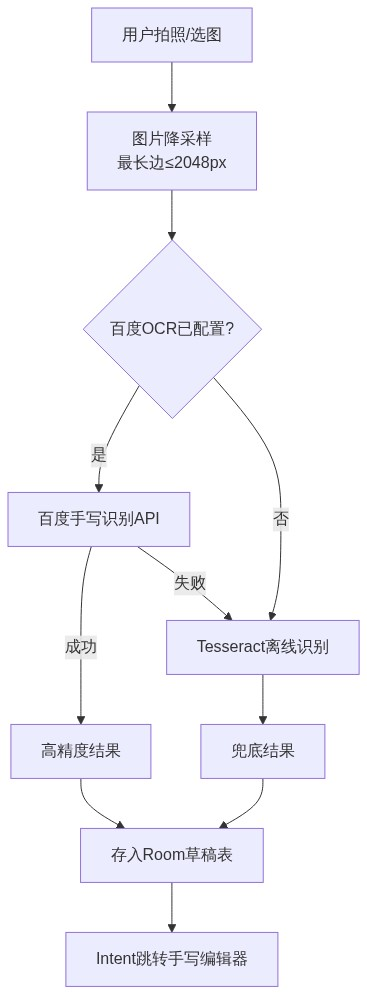 用户拍照/选图
图片降采样
最长边≤2048px
百度OCR已配置?
是
否
百度手写识别API
失败
成功
Tesseract离线识别
高精度结果
兜底结果
存入Room草稿表
Intent跳转手写编辑器